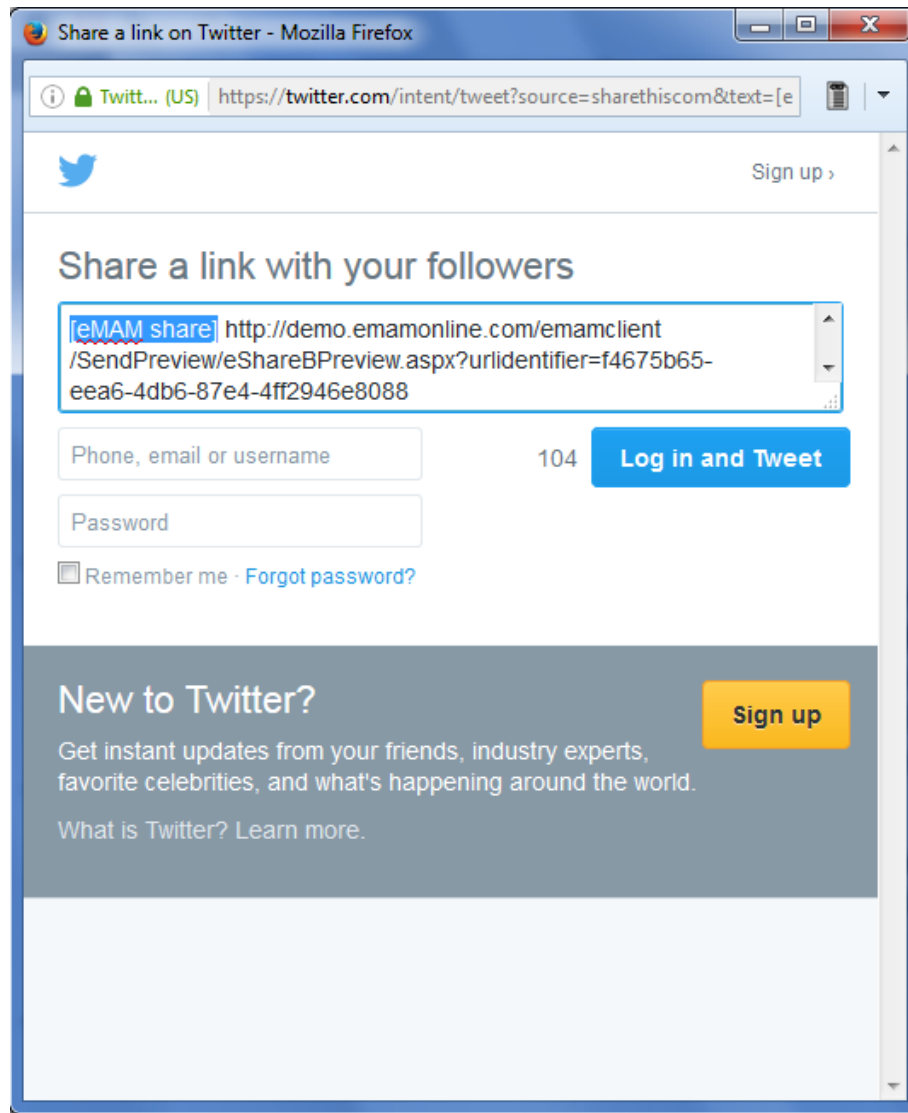 Share a link on Twitter - Mozilla Firefox
Twitt... (US) https://twitter.com/intent/tweet?source=sharethiscom&text=[e
Sign up ›
Share a link with your followers
[eMAM share] http://demo.emamonline.com/emamclient
/SendPreview/eShareBPreview.aspx?urlidentifier=f4675b65-
eea6-4db6-87e4-4ff2946e8088
Phone, email or username 104 Log in and Tweet
Password
Remember me · Forgot password?
New to Twitter? Sign up
Get instant updates from your friends, industry experts,
favorite celebrities, and what's happening around the world.
What is Twitter? Learn more.